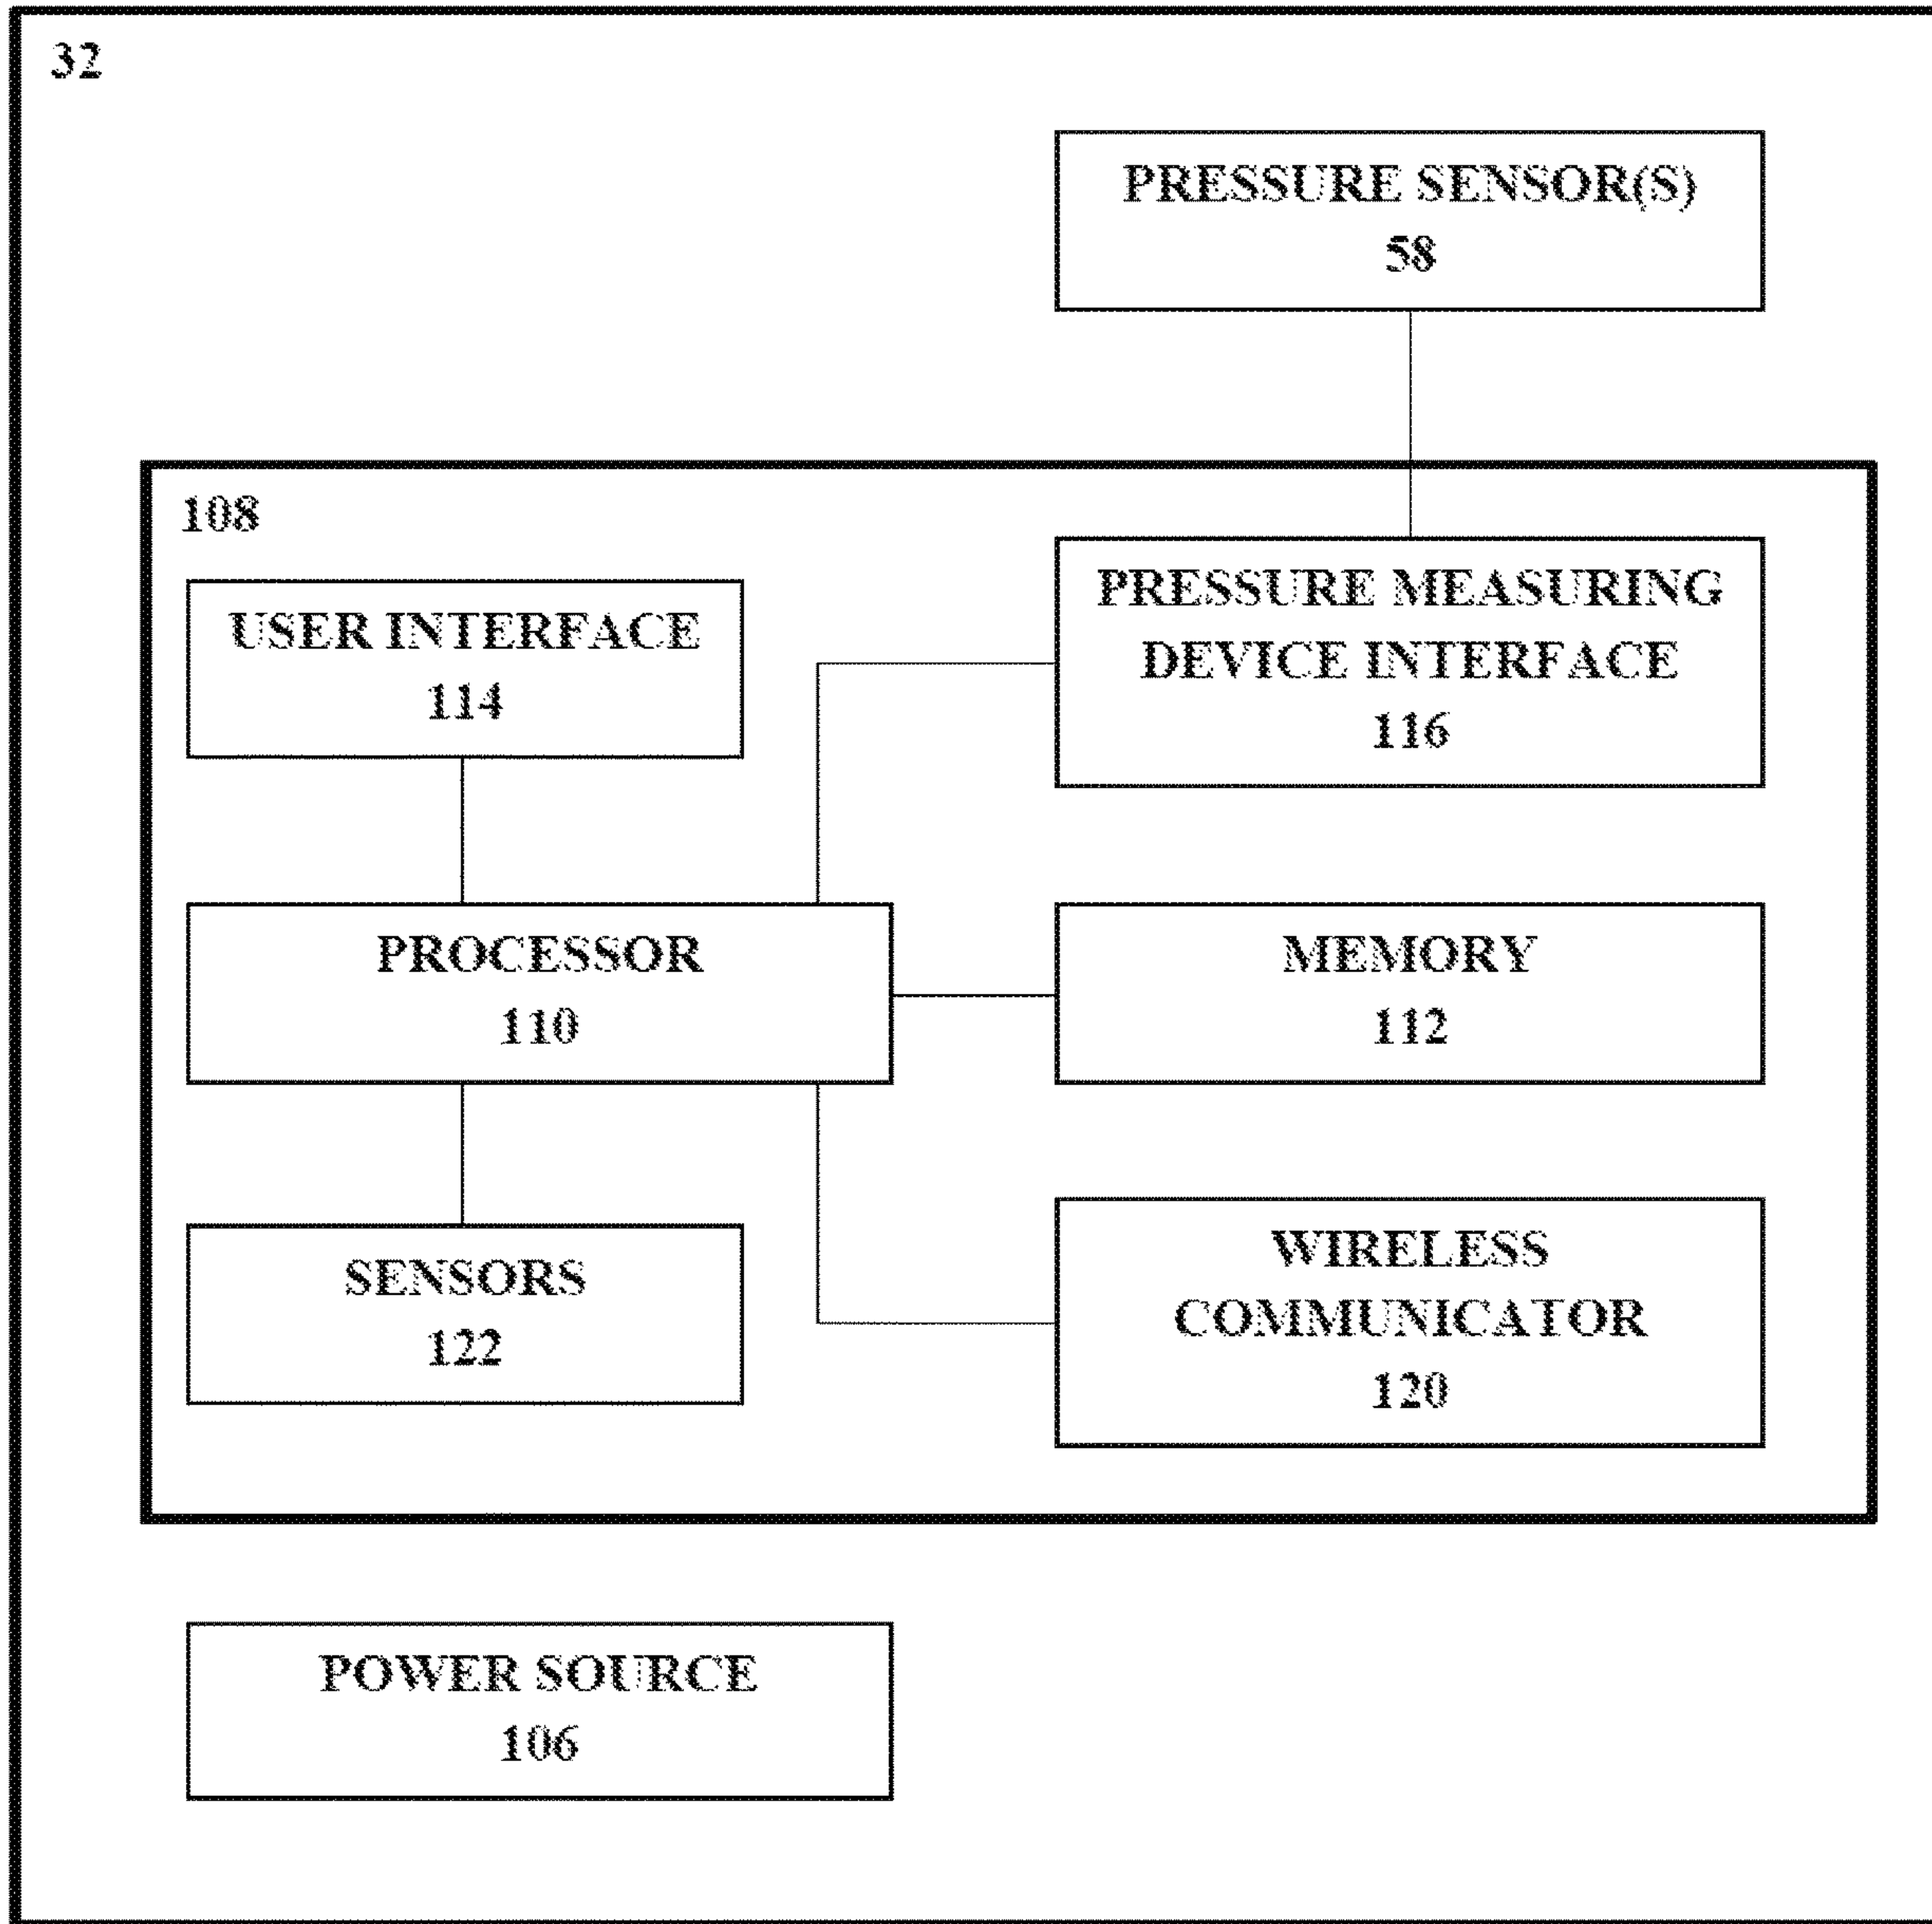 32
PRESSURE SENSOR(S)
58
108
USER INTERFACE
114
PRESSURE MEASURING
DEVICE INTERFACE
116
PROCESSOR
110
MEMORY
112
SENSORS
122
WIRELESS
COMMUNICATOR
120
POWER SOURCE
106